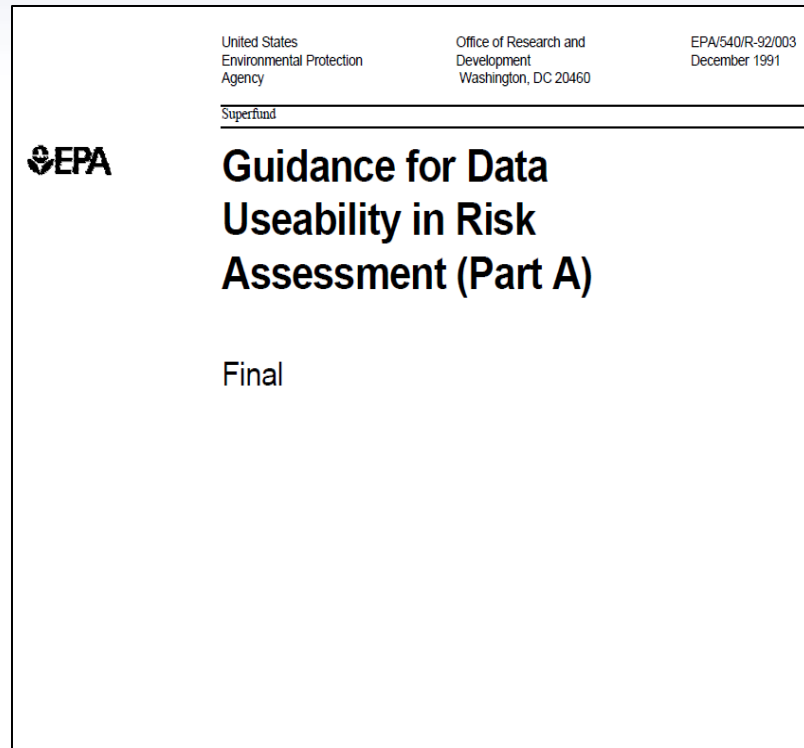 United States
Environmental Protection
Agency
Office of Research and
Development
Washington, DC 20460
EPA/540/R-92/003
December 1991
Superfund
EPA
Guidance for Data
Useability in Risk
Assessment (Part A)
Final